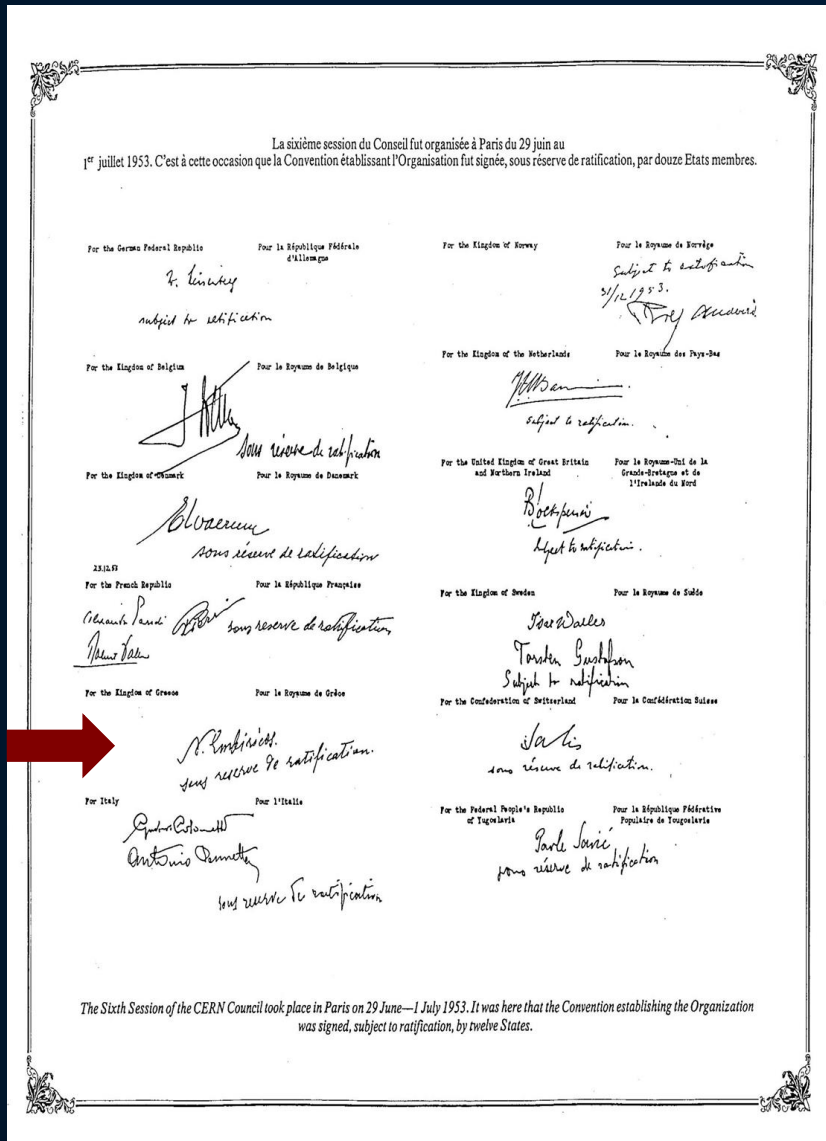 La sixième session du Conseil fut organisée à Paris du 29 juin au
1er juillet 1953. C'est à cette occasion que la Convention établissant l'Organisation fut signée, sous réserve de ratification, par douze Etats membres.
For the German Federal Republic
Pour la République Fédérale
d'Allemagne
subject to ratification
For the Kingdom of Belgium
Pour le Royaume de Belgique
sous réserve de ratification
For the Kingdom of Denmark
Pour le Royaume de Danemark
sous réserve de ratification
23.12.53
For the French Republic
Pour la République Française
sous reserve de ratification
For the Kingdom of Greece
Pour le Royaume de Grèce
N. Embiricos.
sous reserve de ratification.
For Italy
Pour l'Italie
Antonio
sous reserve de ratification
For the Kingdom of Norway
Pour le Royaume de Norvège
Subject to ratification
31/12 1953.
For the Kingdom of the Netherlands
Pour le Royaume des Pays-Bas
subject to ratification.
For the United Kingdom of Great Britain
and Northern Ireland
Pour le Royaume-Uni de la
Grande-Bretagne et de
l'Irelande du Nord
subject to ratification.
For the Kingdom of Sweden
Pour le Royaume de Suède
Torsten Gustafson
Subject to ratification
For the Confederation of Switzerland
Pour la Confédération Suisse
sous réserve de ratification.
For the Federal People's Republic
of Yugoslavia
Pour la République Fédérative
Populaire de Yougoslavie
Pavle Savić
sous réserve de ratification
The Sixth Session of the CERN Council took place in Paris on 29 June—1 July 1953. It was here that the Convention establishing the Organization
was signed, subject to ratification, by twelve States.